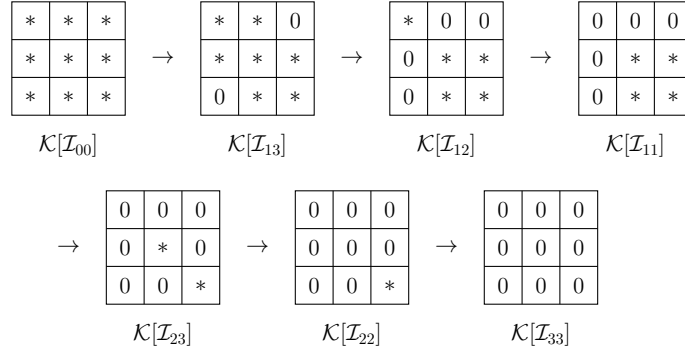 * * * * * 0 * 0 0 0 0 0
* * * → * * * → 0 * * → 0 * *
* * * 0 * * 0 * * 0 * *
𝒦[ℐ₀₀] 𝒦[ℐ₁₃] 𝒦[ℐ₁₂] 𝒦[ℐ₁₁]
0 0 0 0 0 0 0 0 0
→ 0 * 0 → 0 0 0 → 0 0 0
0 0 * 0 0 * 0 0 0
𝒦[ℐ₂₃] 𝒦[ℐ₂₂] 𝒦[ℐ₃₃]